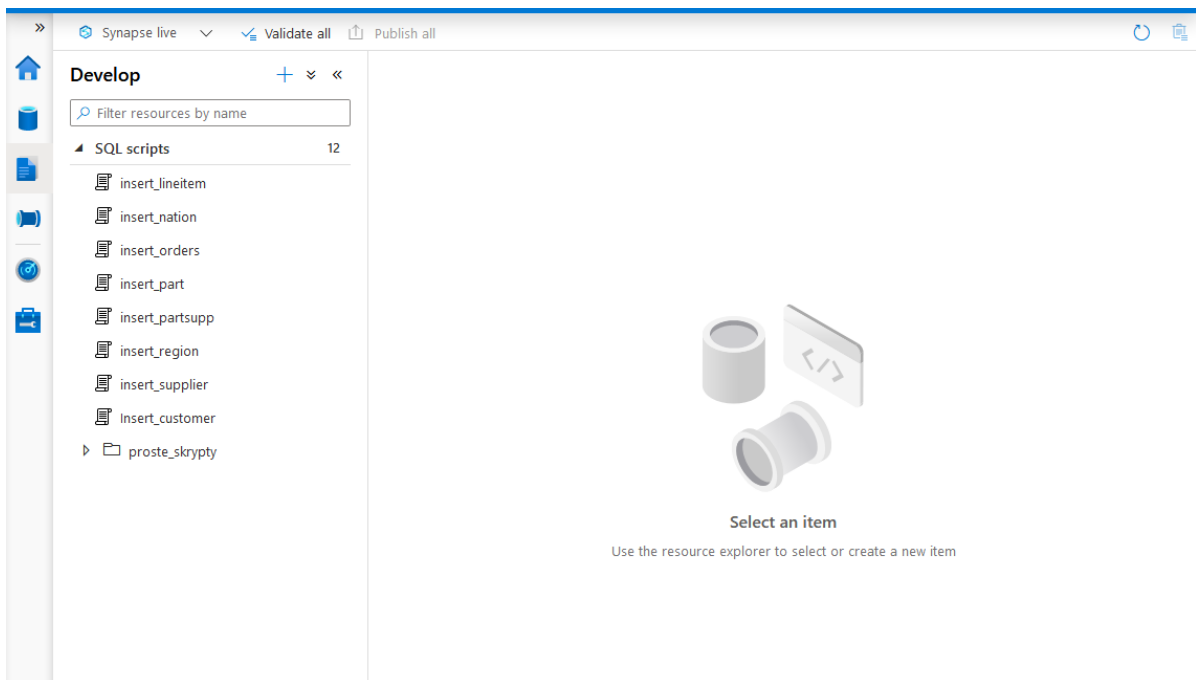 Synapse live Validate all Publish all
Develop
Filter resources by name
SQL scripts 12
insert_lineitem
insert_nation
insert_orders
insert_part
insert_partsupp
insert_region
insert_supplier
Insert_customer
proste_skrypty
Select an item
Use the resource explorer to select or create a new item